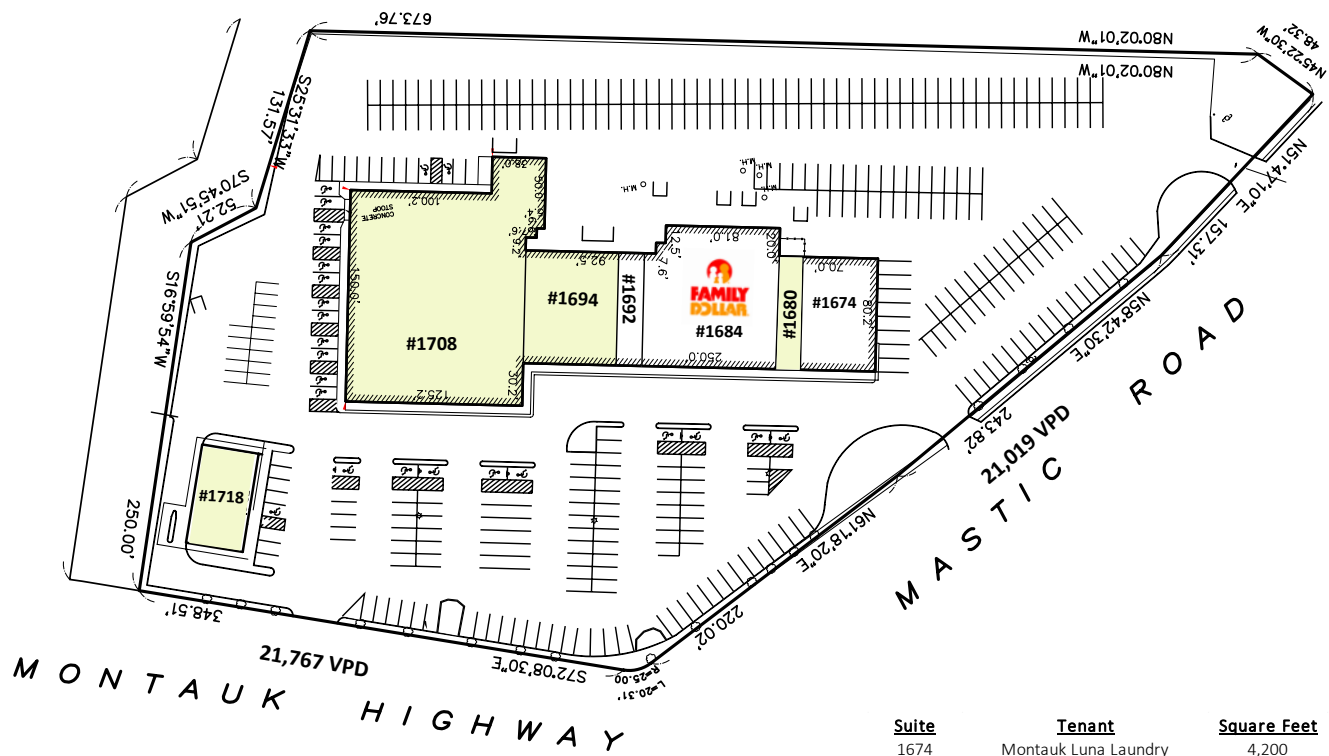 673.76'
N80°02'01"W
N80°02'01"W
N45°22'30"W
48.32'
S25°31'33"W
131.57'
S70°45'51"W
52.21'
N51°47'10"E
157.31'
38.0'
100.2'
CONCRETE
STOOP
M.H.
M.H.
M.H.
92.5'
81.0'
20.0'
70.0'
7.6'
80.2'
S16°59'54"W
#1708
#1694
#1692
FAMILY
DOLLAR
#1684
#1680
#1674
250.0'
125.2'
30.2'
N58°42'30"E
243.82'
21,019 VPD
MASTIC ROAD
#1718
250.00'
N61°18'20"E
220.02'
348.51'
21,767 VPD
S72°08'30"E
R=25.00'
L=20.31'
MONTAUK HIGHWAY
Suite Tenant Square Feet
1674 Montauk Luna Laundry 4,200